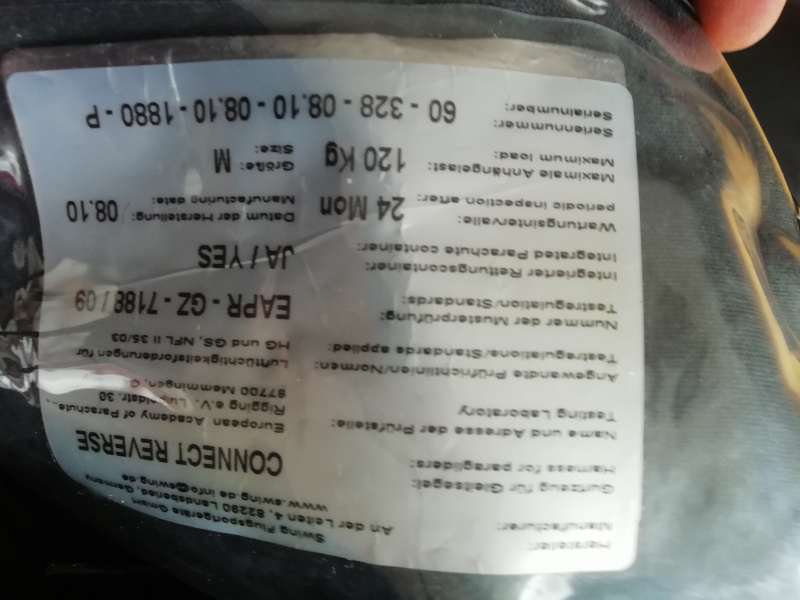 Hersteller:
Manufacturer:
Swing Flugsportgeräte GmbH
An der Leiten 4, 82290 Landsberied, Germany
www.swing.de info@swing.de
Gurtzeug für Gleitsegel:
Harness for paragliders:
CONNECT REVERSE
Name und Adresse der Prüfstelle:
Testing Laboratory
European Academy of Parachute
Rigging e.V., Luipoldstr. 30
87700 Memmingen,
Angewandte Prüfrichtlinien/Normen:
Testregulations/Standards applied:
Lufttüchtigkeitsforderungen für
HG und GS, NFL II 35/03
Nummer der Musterprüfung:
Testregulation/Standards:
EAPR - GZ - 7188 / 09
Integrierter Rettungscontainer:
Integrated Parachute container:
JA / YES
Wartungsintervalle:
periodic inspection after:
24 Mon
Datum der Herstellung:
Manufacturing date:
08.10
Maximale Anhängelast:
Maximum load:
120 Kg
Größe:
Size:
M
Seriennummer:
Serialnumber:
60 - 328 - 08.10 - 08.10 - 1880 - P